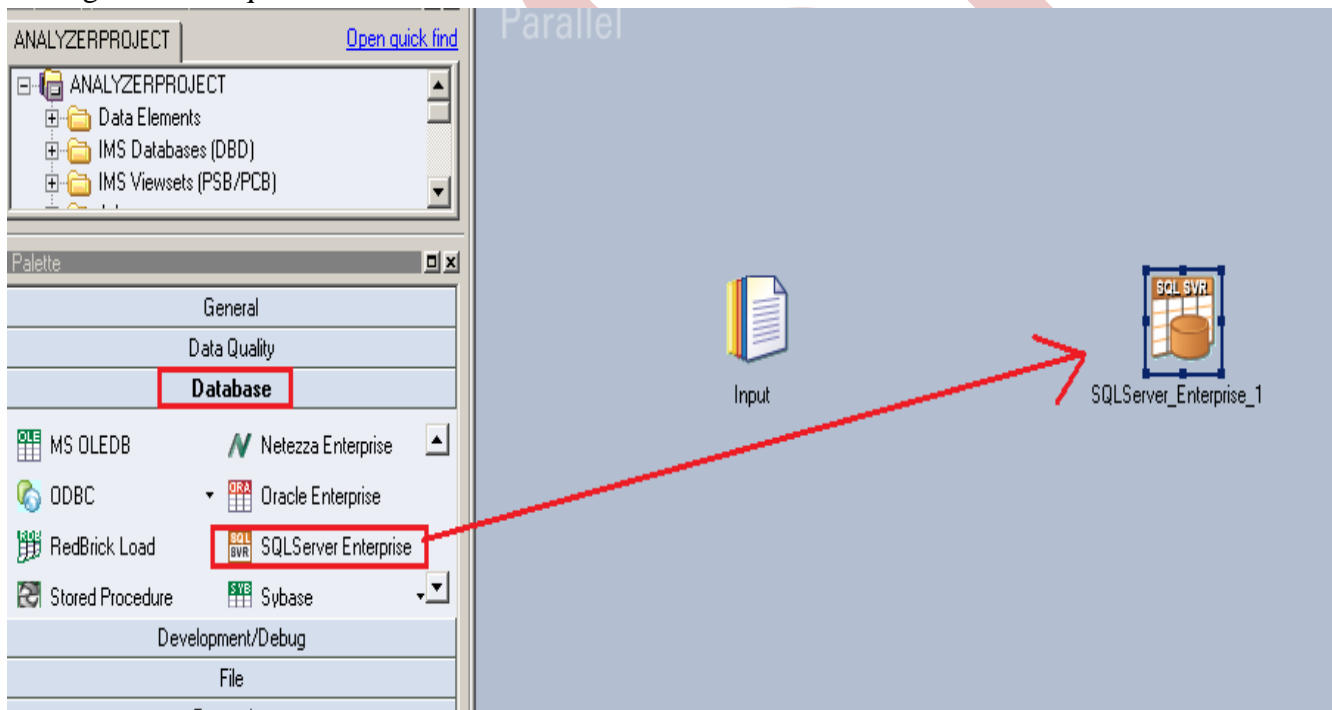 ANALYZERPROJECT
Open quick find
ANALYZERPROJECT
Data Elements
IMS Databases (DBD)
IMS Viewsets (PSB/PCB)
Palette
General
Data Quality
Database
MS OLEDB
Netezza Enterprise
ODBC
Oracle Enterprise
RedBrick Load
SQLServer Enterprise
Stored Procedure
Sybase
Development/Debug
File
Parallel
Input
SQL SVR
SQLServer_Enterprise_1